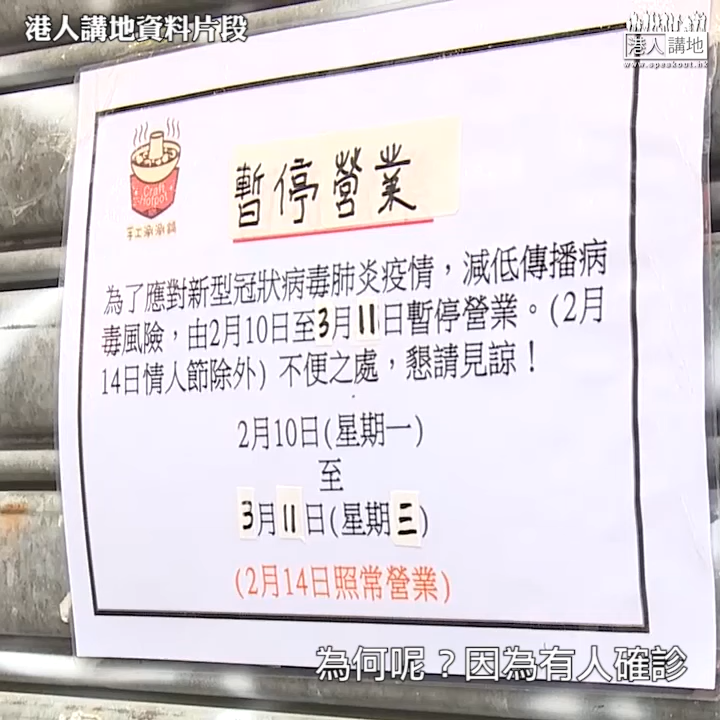 港人講地資料片段
港人講地
www.speakout.hk
Craft
Hotpot
手工涮涮鍋
暫停營業
為了應對新型冠狀病毒肺炎疫情，減低傳播病
毒風險，由2月10日至3月11日暫停營業。(2月
14日情人節除外) 不便之處，懇請見諒！
2月10日(星期一)
至
3月11日(星期三)
(2月14日照常營業)
為何呢？因為有人確診